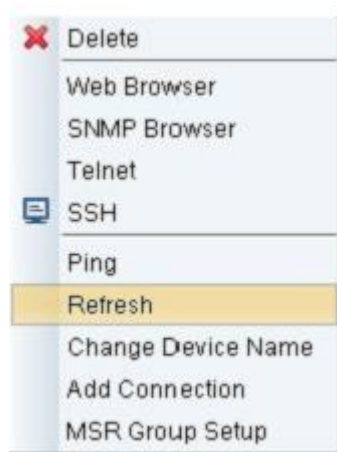 Delete
Web Browser
SNMP Browser
Telnet
SSH
Ping
Refresh
Change Device Name
Add Connection
MSR Group Setup